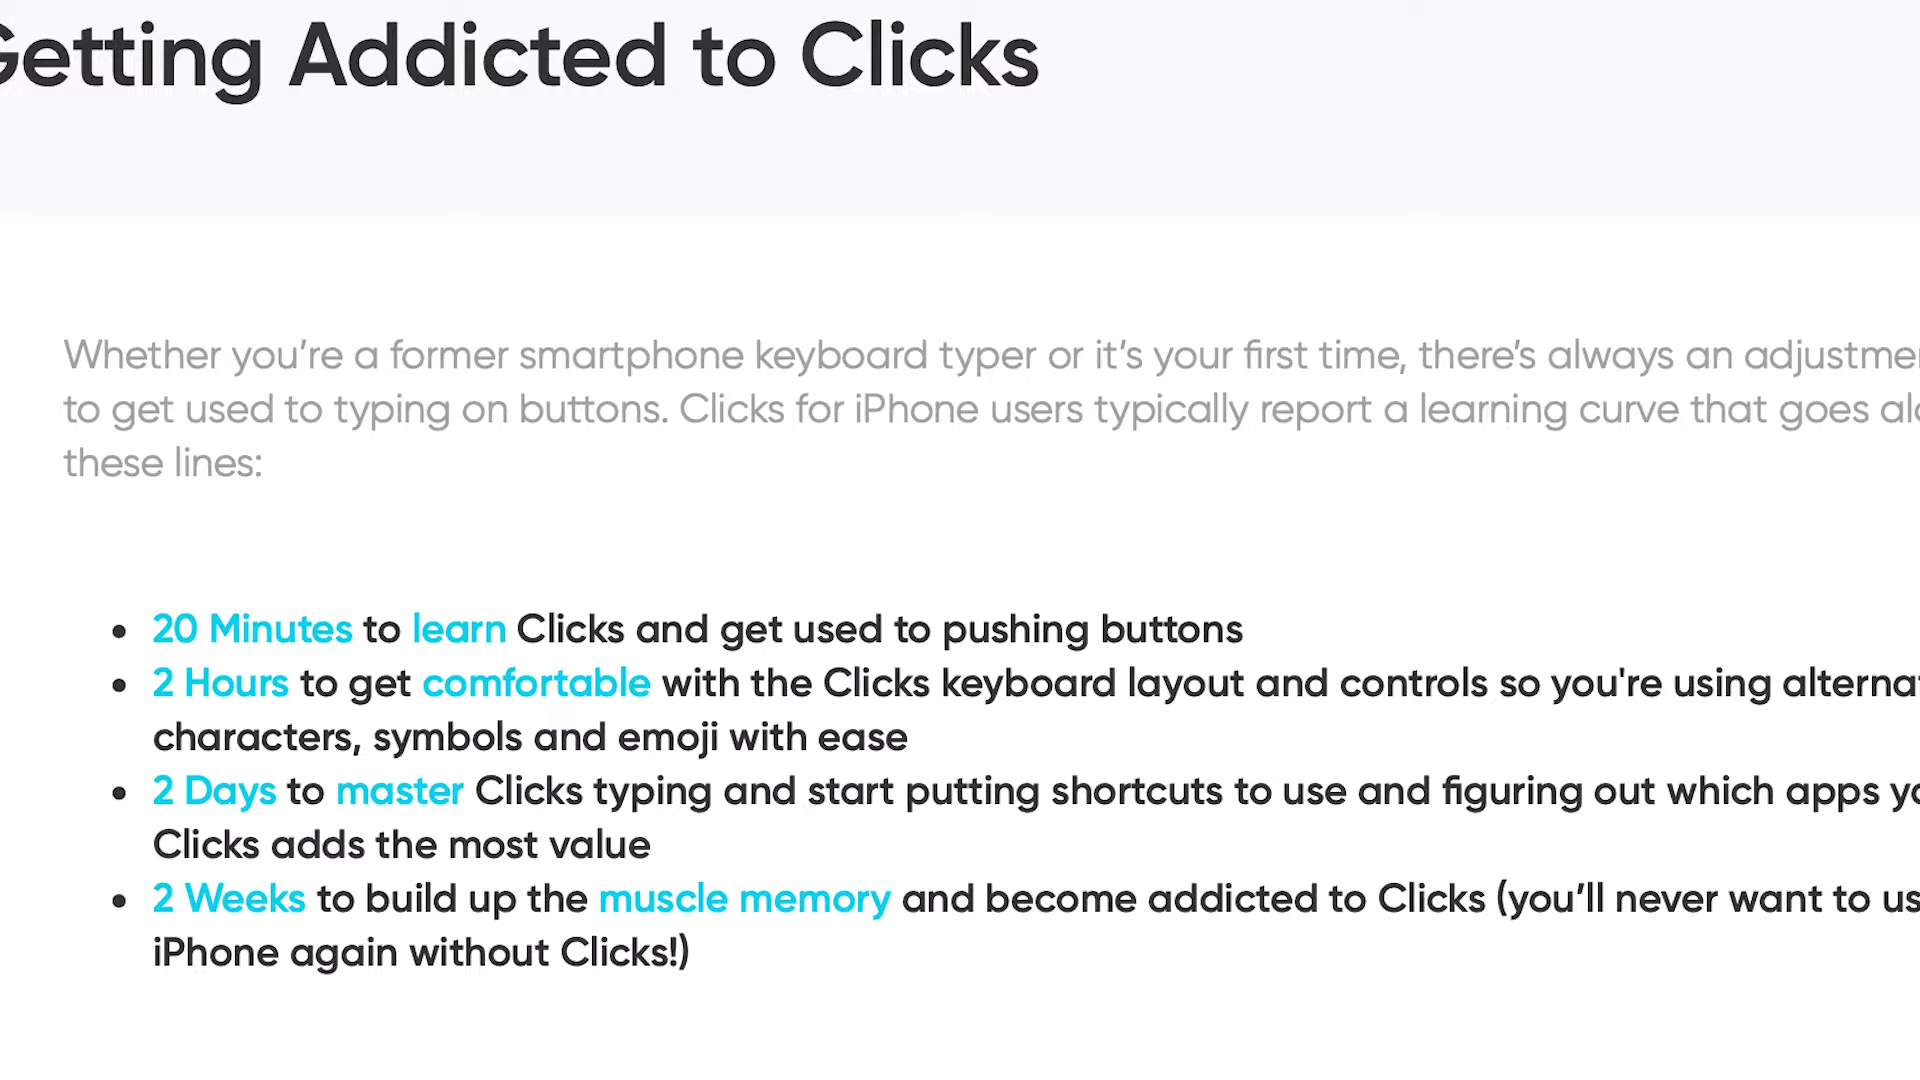 Getting Addicted to Clicks
Whether you’re a former smartphone keyboard typer or it’s your first time, there’s always an
to get used to typing on buttons. Clicks for iPhone users typically report a learning curve that goes
these lines:
• 20 Minutes to learn Clicks and get used to pushing buttons
• 2 Hours to get comfortable with the Clicks keyboard layout and controls so you're using
characters, symbols and emoji with ease
• 2 Days to master Clicks typing and start putting shortcuts to use and figuring out which apps
Clicks adds the most value
• 2 Weeks to build up the muscle memory and become addicted to Clicks (you’ll never want to
iPhone again without Clicks!)